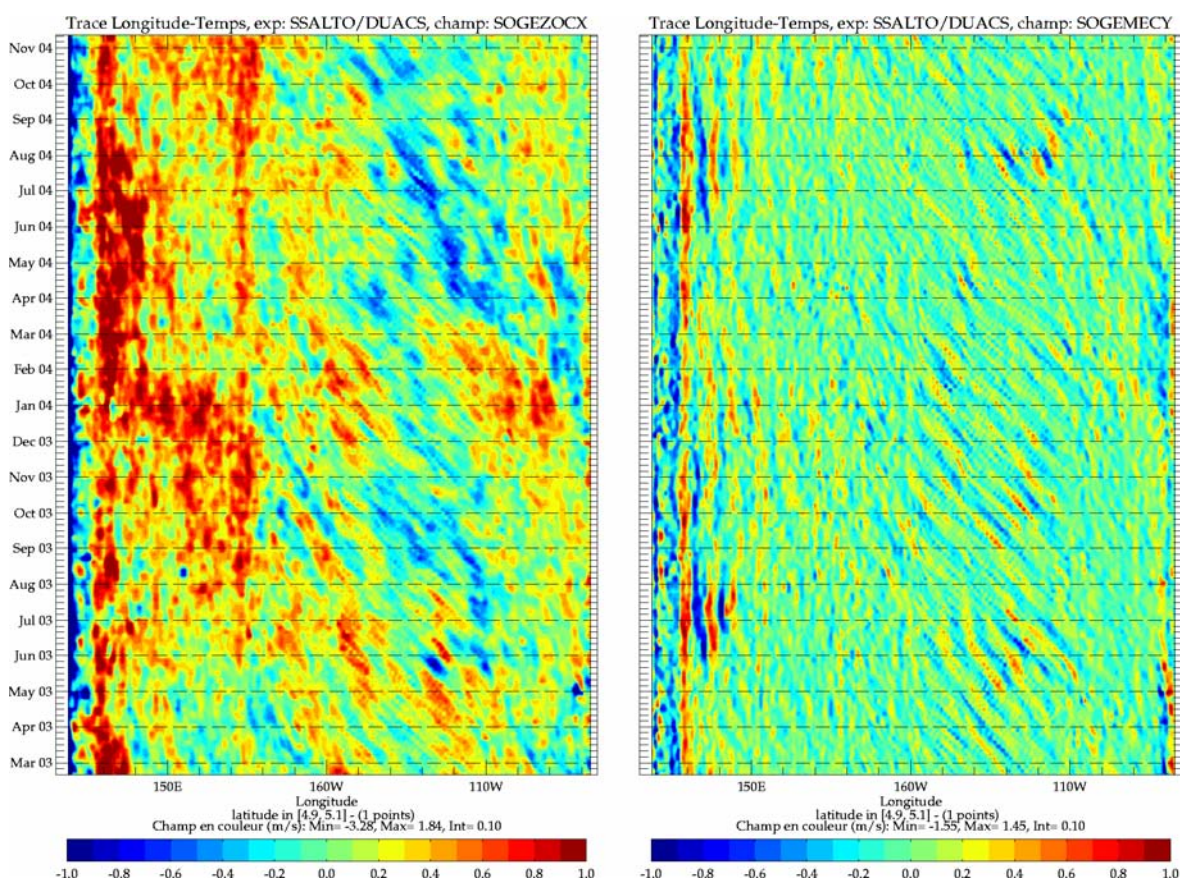 Trace Longitude-Temps, exp: SSALTO/DUACS, champ: SOGEZOCX
Nov 04
Oct 04
Sep 04
Aug 04
Jul 04
Jun 04
May 04
Apr 04
Mar 04
Feb 04
Jan 04
Dec 03
Nov 03
Oct 03
Sep 03
Aug 03
Jul 03
Jun 03
May 03
Apr 03
Mar 03
150E 160W 110W
Longitude
latitude in [4.9, 5.1] - (1 points)
Champ en couleur (m/s): Min= -3.28, Max= 1.84, Int= 0.10
-1.0 -0.8 -0.6 -0.4 -0.2 0.0 0.2 0.4 0.6 0.8 1.0
Trace Longitude-Temps, exp: SSALTO/DUACS, champ: SOGEMECY
150E 160W 110W
Longitude
latitude in [4.9, 5.1] - (1 points)
Champ en couleur (m/s): Min= -1.55, Max= 1.45, Int= 0.10
-1.0 -0.8 -0.6 -0.4 -0.2 0.0 0.2 0.4 0.6 0.8 1.0